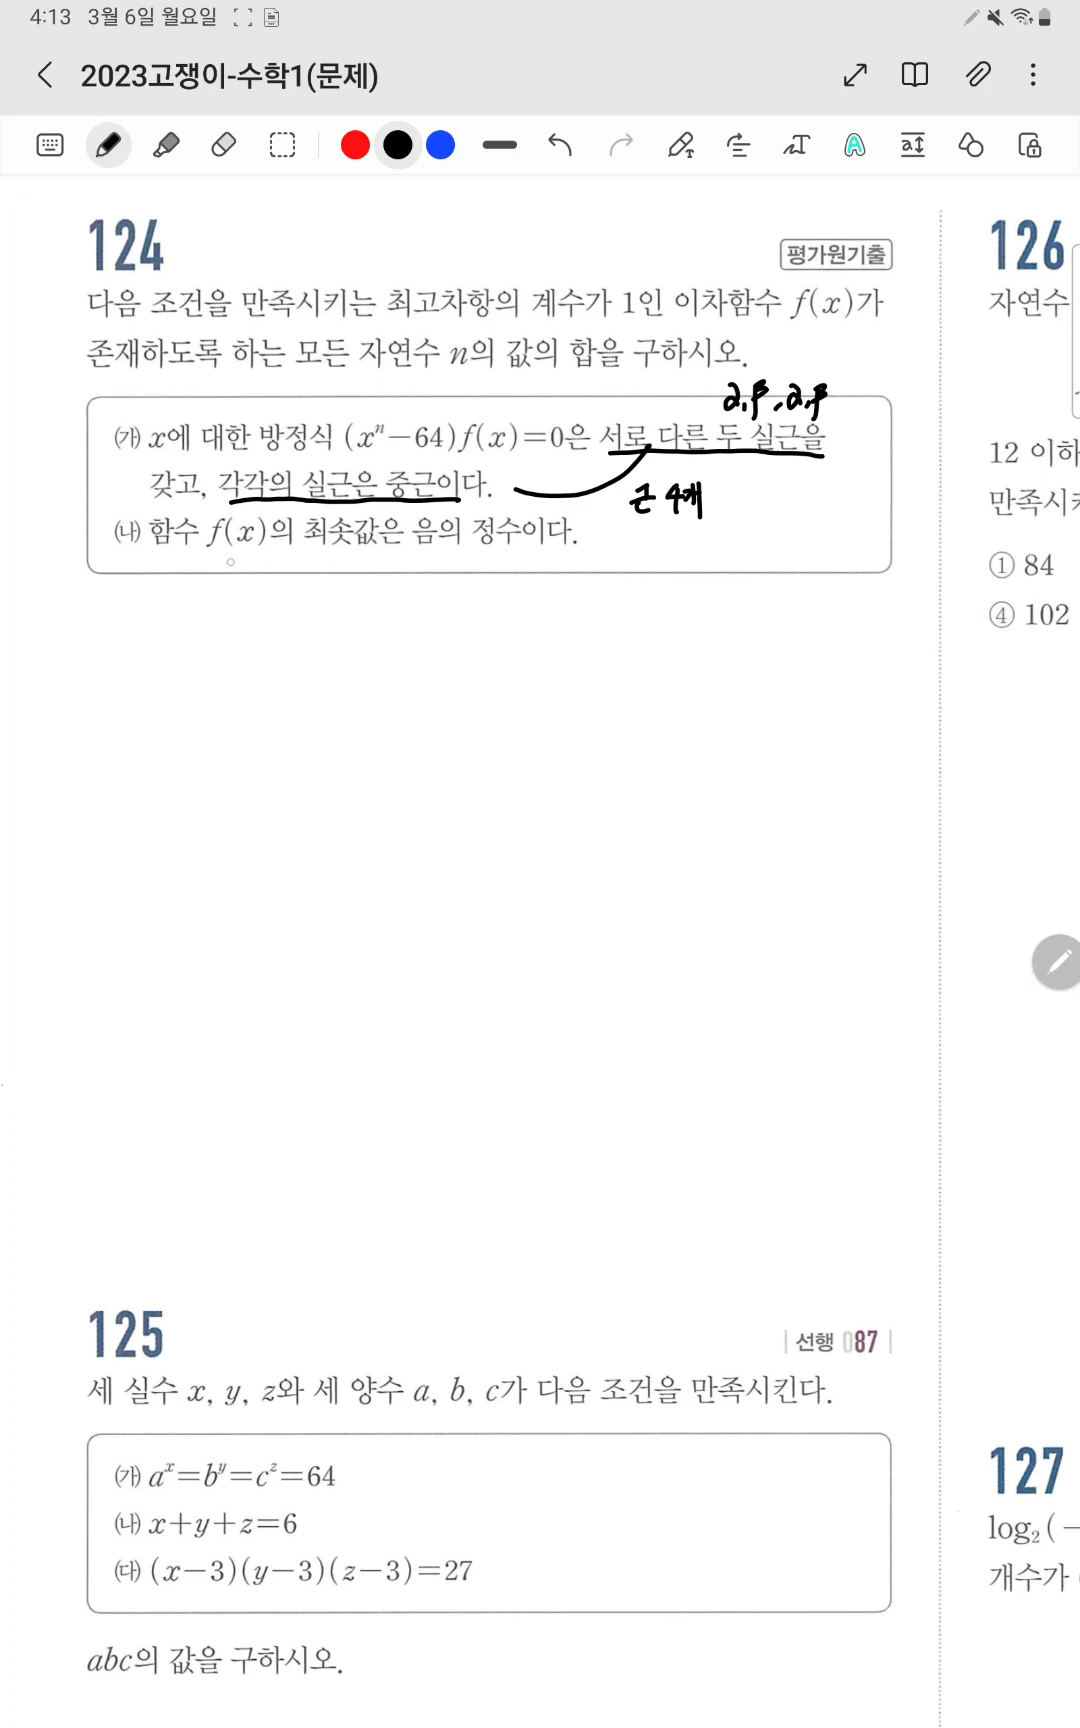 4:13 3월 6일 월요일
2023고쟁이-수학1(문제)
124
평가원기출
다음 조건을 만족시키는 최고차항의 계수가 1인 이차함수 f(x)가
존재하도록 하는 모든 자연수 n의 값의 합을 구하시오.
α, β, α, β
㈎ x에 대한 방정식 (xⁿ-64)f(x)=0은 서로 다른 두 실근을
갖고, 각각의 실근은 중근이다.
근 4개
㈏ 함수 f(x)의 최솟값은 음의 정수이다.
125
선행 087
세 실수 x, y, z와 세 양수 a, b, c가 다음 조건을 만족시킨다.
㈎ aˣ=bʸ=cᶻ=64
㈏ x+y+z=6
㈐ (x-3)(y-3)(z-3)=27
abc의 값을 구하시오.
126
자연수
12 이하
만족시키
① 84
④ 102
127
log₂(-
개수가